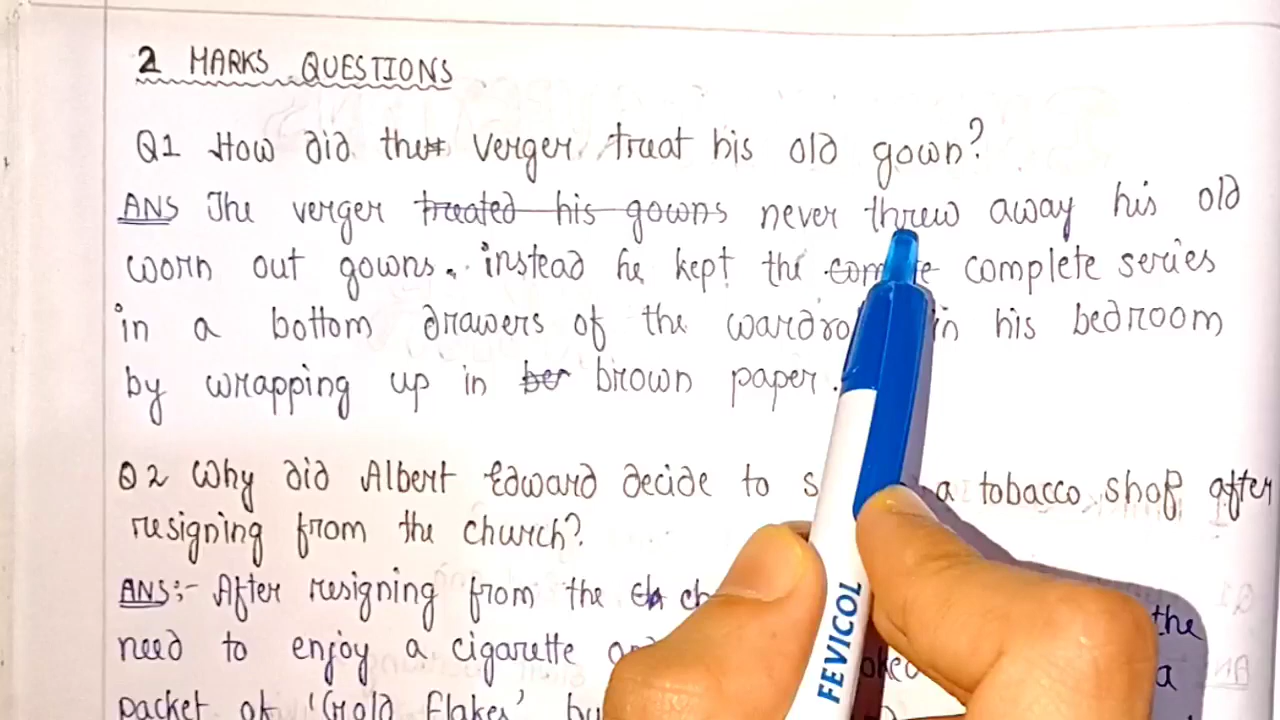 2 MARKS QUESTIONS
Q1 How did the verger treat his old gown?
ANS The verger treated his gowns never threw away his old
worn out gowns. instead he kept the complete series
in a bottom drawers of the in his bedroom
by wrapping up in brown paper.
Q2 Why did Albert Edward decide to a tobacco shop after
resigning from the church?
ANS:- After resigning from the the
need to enjoy a cigarette a
packet of 'Gold Flakes'
FEVICOL